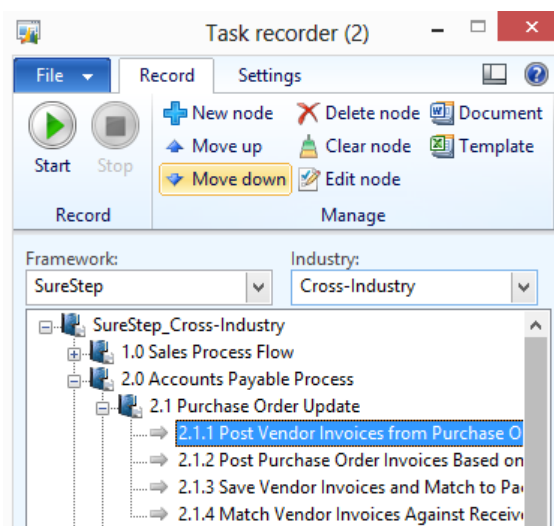 Task recorder (2)
File Record Settings
New node Delete node Document
Move up Clear node Template
Start Stop
Move down Edit node
Record Manage
Framework: Industry:
SureStep Cross-Industry
SureStep_Cross-Industry
1.0 Sales Process Flow
2.0 Accounts Payable Process
2.1 Purchase Order Update
2.1.1 Post Vendor Invoices from Purchase O
2.1.2 Post Purchase Order Invoices Based on
2.1.3 Save Vendor Invoices and Match to Pa
2.1.4 Match Vendor Invoices Against Receiv